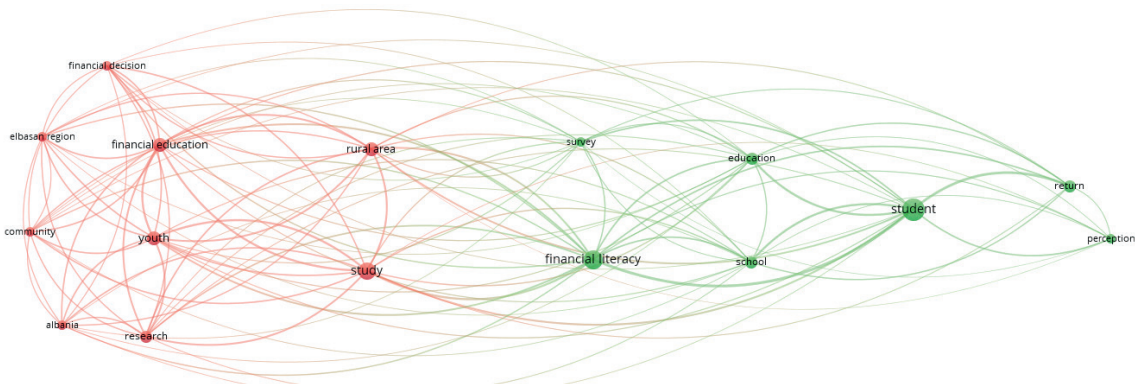 financial decision
elbasan region
financial education
rural area
survey
education
return
student
community
youth
perception
study
financial literacy
school
albania
research